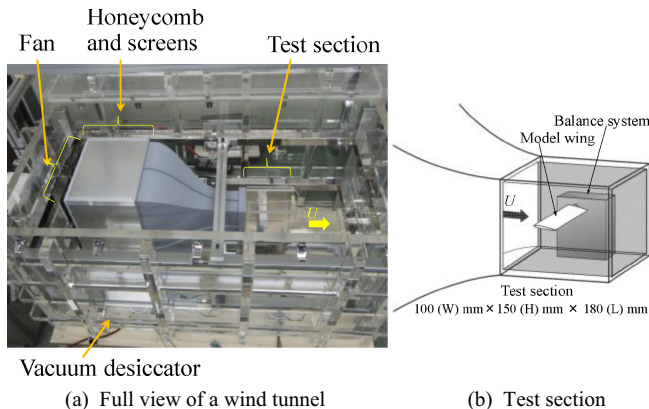 Honeycomb
and screens
Fan
Test section
U
Vacuum desiccator
(a) Full view of a wind tunnel
Balance system
Model wing
U
Test section
100 (W) mm × 150 (H) mm × 180 (L) mm
(b) Test section